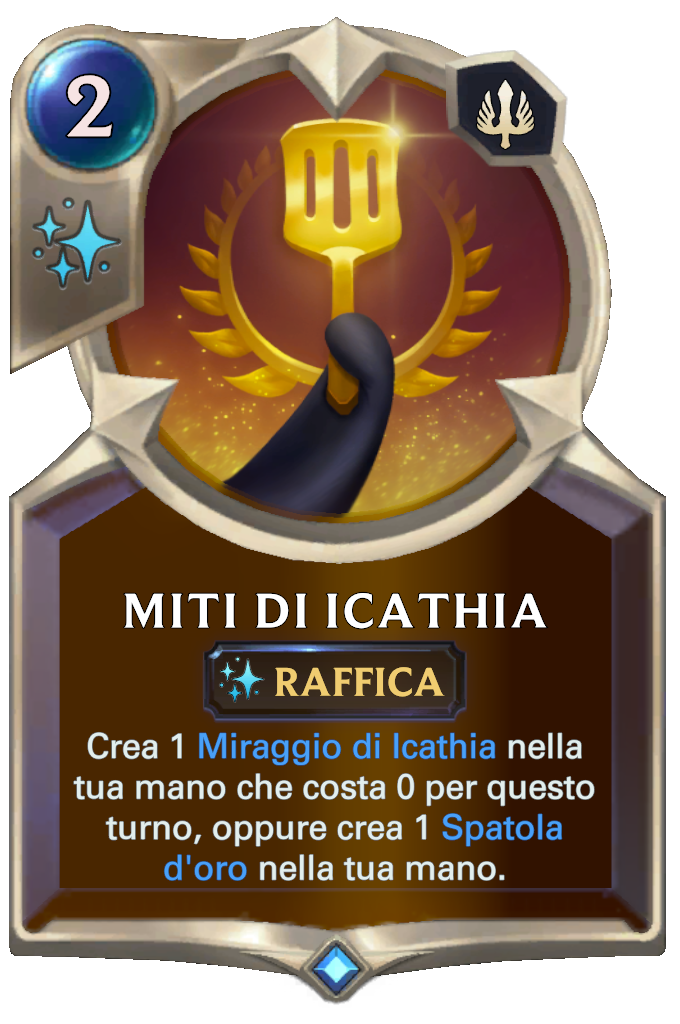 2
MITI DI ICATHIA
RAFFICA
Crea 1 Miraggio di Icathia nella
tua mano che costa 0 per questo
turno, oppure crea 1 Spatola
d'oro nella tua mano.